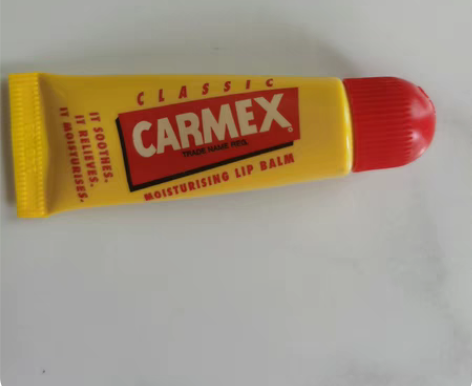 CLASSIC
CARMEX®
TRADE NAME REG.
MOISTURISING LIP BALM
IT SOOTHES.
IT RELIEVES.
IT MOISTURISES.